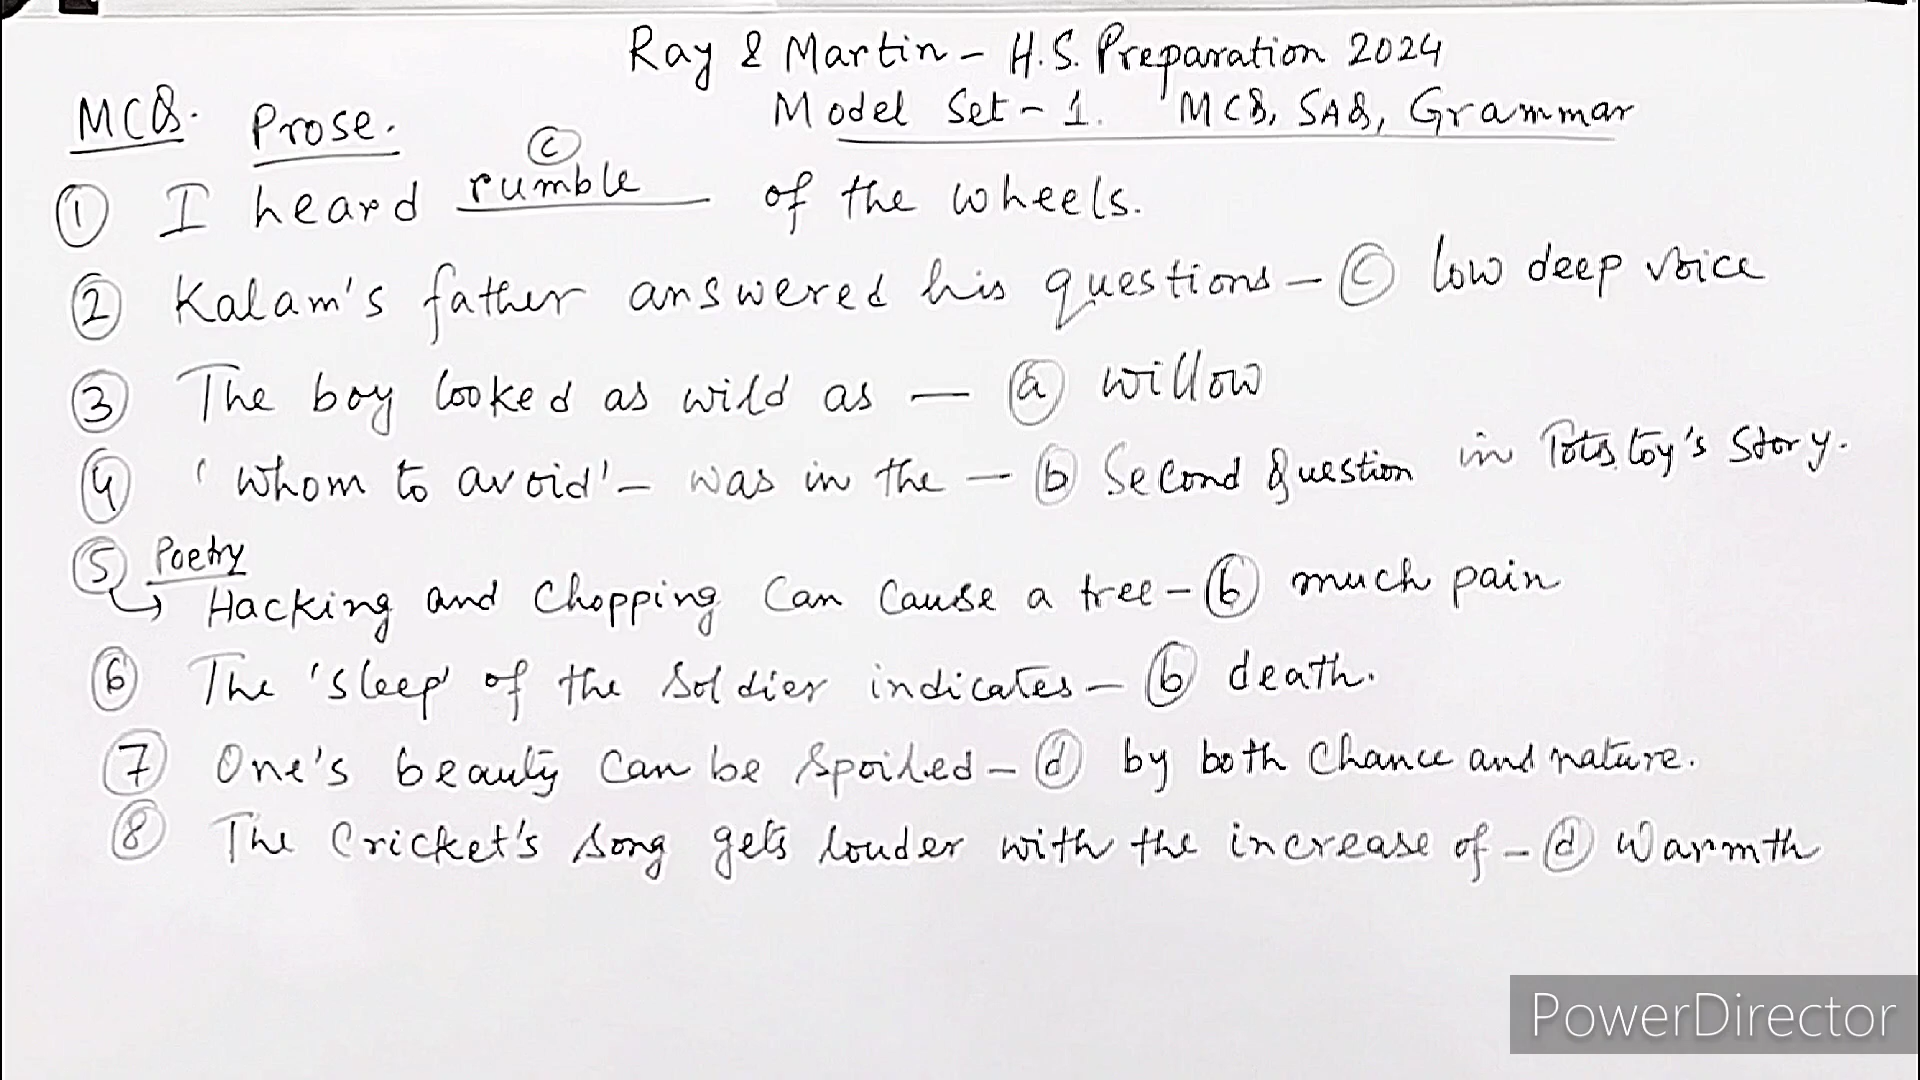 Ray & Martin - H.S. Preparation 2024
MCQ. Prose. Model Set - 1. MCQ, SAQ, Grammar
① I heard ⓒ rumble of the wheels.
② Kalam's father answered his questions - ⓒ low deep voice
③ The boy looked as wild as — ⓐ willow
④ 'Whom to avoid' - was in the — ⓑ Second Question in Totstoy's Story.
⑤ Poetry
↳ Hacking and Chopping Can Cause a tree - ⓑ much pain
⑥ The 'sleep' of the soldier indicates - ⓑ death.
⑦ One's beauty can be spoiled - ⓓ by both Chance and nature.
⑧ The Cricket's song gets louder with the increase of - ⓓ Warmth
PowerDirector